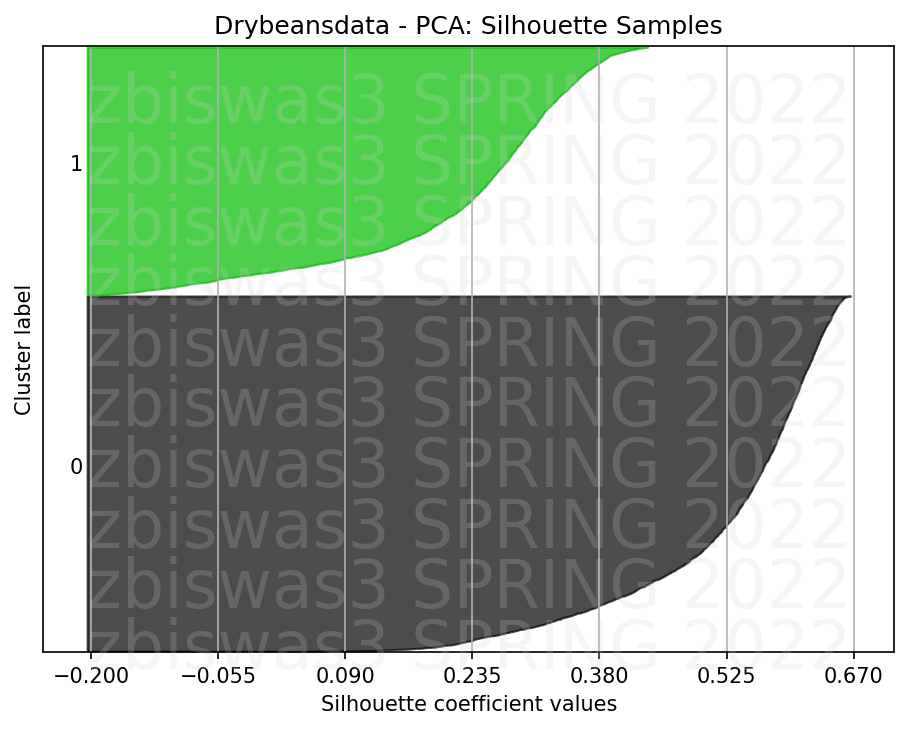 Drybeansdata - PCA: Silhouette Samples
zbiswas3 SPRING 2022
zbiswas3 SPRING 2022
1
zbiswas3 SPRING 2022
zbiswas3 SPRING 2022
zbiswas3 SPRING 2022
Cluster label
zbiswas3 SPRING 2022
zbiswas3 SPRING 2022
0
zbiswas3 SPRING 2022
zbiswas3 SPRING 2022
zbiswas3 SPRING 2022
−0.200 −0.055 0.090 0.235 0.380 0.525 0.670
Silhouette coefficient values